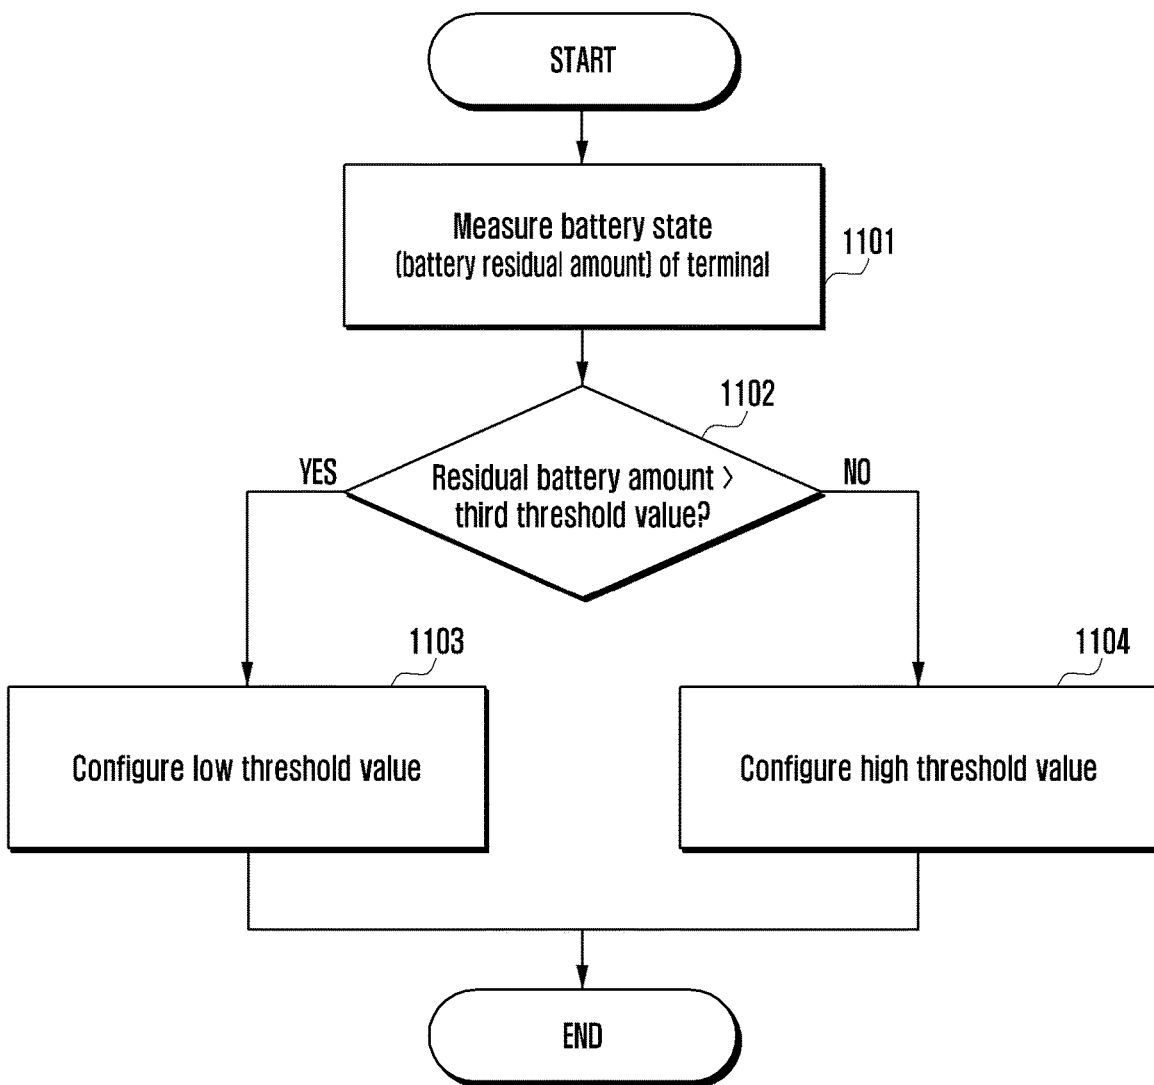 START
Measure battery state
(battery residual amount) of terminal
1101
1102
YES
Residual battery amount >
third threshold value?
NO
1103
1104
Configure low threshold value
Configure high threshold value
END